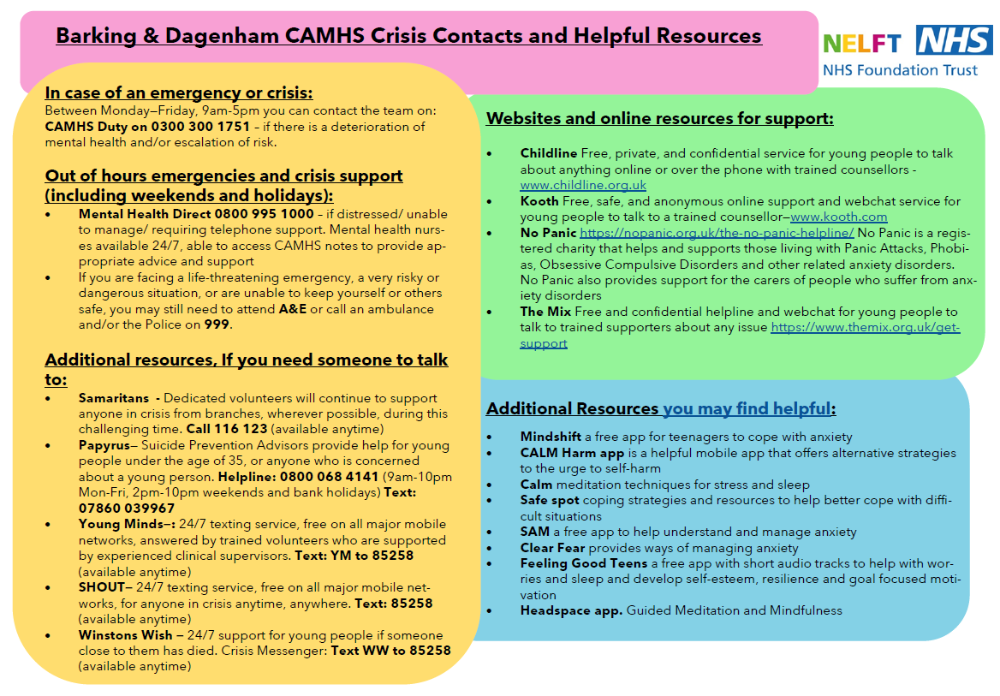 Barking & Dagenham CAMHS Crisis Contacts and Helpful Resources
NELFT NHS
NHS Foundation Trust
In case of an emergency or crisis:
Between Monday–Friday, 9am-5pm you can contact the team on:
CAMHS Duty on 0300 300 1751 – if there is a deterioration of
mental health and/or escalation of risk.
Out of hours emergencies and crisis support
(including weekends and holidays):
• Mental Health Direct 0800 995 1000 – if distressed/ unable
to manage/ requiring telephone support. Mental health nurs-
es available 24/7, able to access CAMHS notes to provide ap-
propriate advice and support
• If you are facing a life-threatening emergency, a very risky or
dangerous situation, or are unable to keep yourself or others
safe, you may still need to attend A&E or call an ambulance
and/or the Police on 999.
Additional resources, If you need someone to talk
to:
• Samaritans - Dedicated volunteers will continue to support
anyone in crisis from branches, wherever possible, during this
challenging time. Call 116 123 (available anytime)
• Papyrus– Suicide Prevention Advisors provide help for young
people under the age of 35, or anyone who is concerned
about a young person. Helpline: 0800 068 4141 (9am-10pm
Mon-Fri, 2pm-10pm weekends and bank holidays) Text:
07860 039967
• Young Minds–: 24/7 texting service, free on all major mobile
networks, answered by trained volunteers who are supported
by experienced clinical supervisors. Text: YM to 85258
(available anytime)
• SHOUT– 24/7 texting service, free on all major mobile net-
works, for anyone in crisis anytime, anywhere. Text: 85258
(available anytime)
• Winstons Wish – 24/7 support for young people if someone
close to them has died. Crisis Messenger: Text WW to 85258
(available anytime)
Websites and online resources for support:
• Childline Free, private, and confidential service for young people to talk
about anything online or over the phone with trained counsellors -
www.childline.org.uk
• Kooth Free, safe, and anonymous online support and webchat service for
young people to talk to a trained counsellor—www.kooth.com
• No Panic https://nopanic.org.uk/the-no-panic-helpline/ No Panic is a regis-
tered charity that helps and supports those living with Panic Attacks, Phobi-
as, Obsessive Compulsive Disorders and other related anxiety disorders.
No Panic also provides support for the carers of people who suffer from anx-
iety disorders
• The Mix Free and confidential helpline and webchat for young people to
talk to trained supporters about any issue https://www.themix.org.uk/get-
support
Additional Resources you may find helpful:
• Mindshift a free app for teenagers to cope with anxiety
• CALM Harm app is a helpful mobile app that offers alternative strategies
to the urge to self-harm
• Calm meditation techniques for stress and sleep
• Safe spot coping strategies and resources to help better cope with diffi-
cult situations
• SAM a free app to help understand and manage anxiety
• Clear Fear provides ways of managing anxiety
• Feeling Good Teens a free app with short audio tracks to help with wor-
ries and sleep and develop self-esteem, resilience and goal focused moti-
vation
• Headspace app. Guided Meditation and Mindfulness